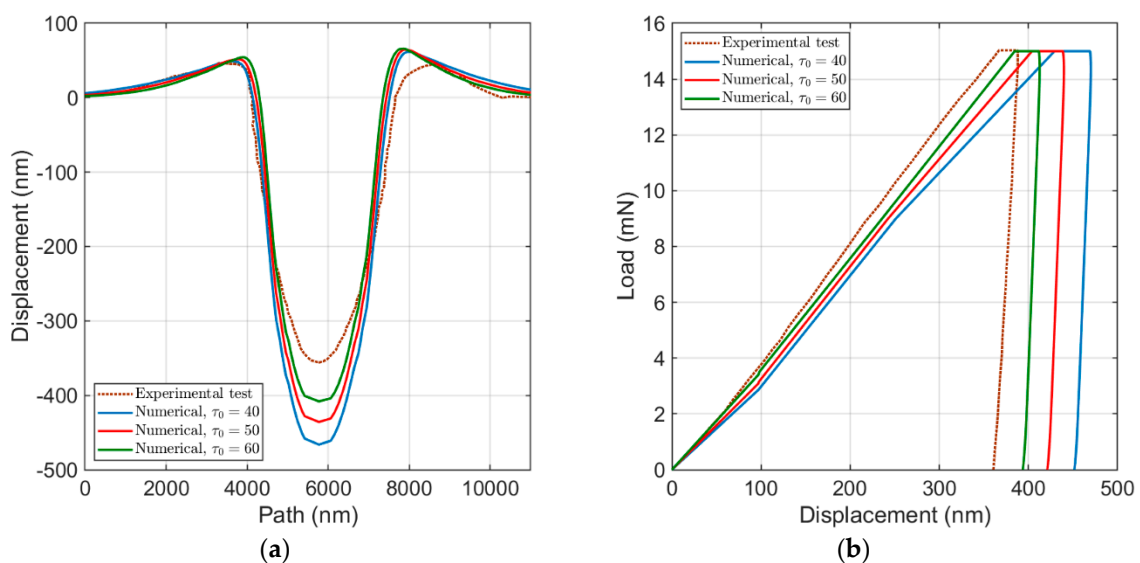 100
0
-100
-200
-300
-400
-500
Displacement (nm)
Experimental test
Numerical, τ₀ = 40
Numerical, τ₀ = 50
Numerical, τ₀ = 60
0 2000 4000 6000 8000 10000
Path (nm)
(a)
16
14
12
10
8
6
4
2
0
Load (mN)
Experimental test
Numerical, τ₀ = 40
Numerical, τ₀ = 50
Numerical, τ₀ = 60
0 100 200 300 400 500
Displacement (nm)
(b)